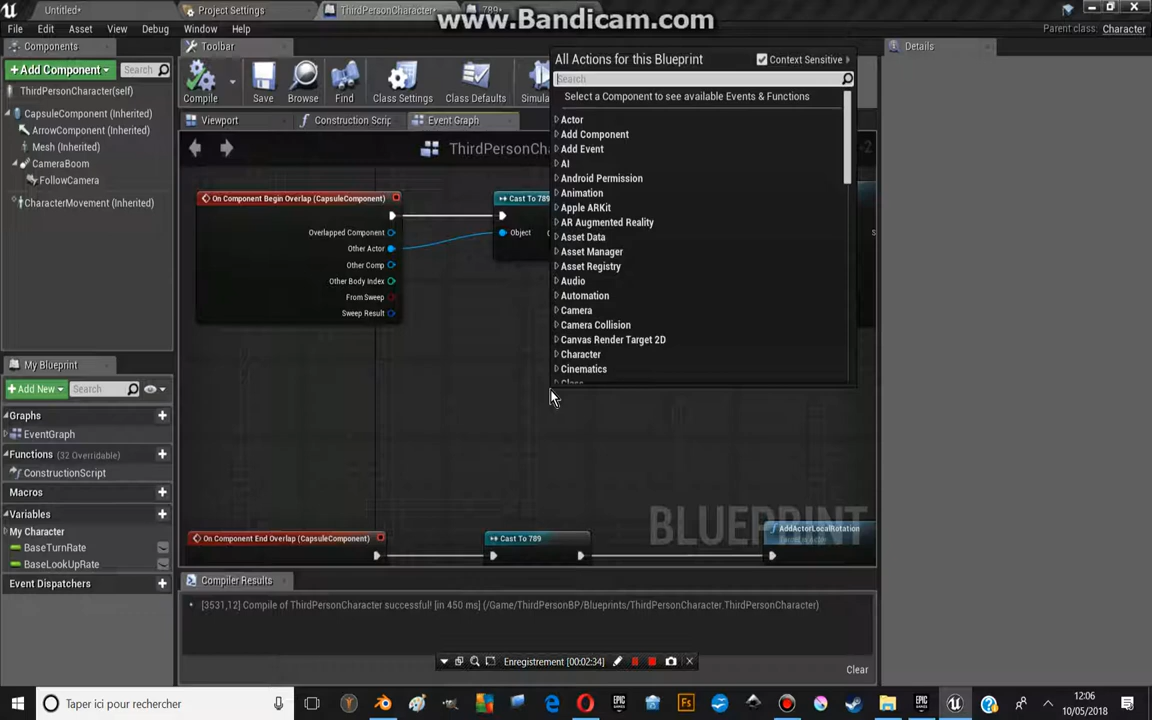 www.Bandicam.com
Untitled*
Project Settings
ThirdPersonCharacter*
789*
File Edit Asset View Debug Window Help
Parent class: Character
Components
Toolbar
Details
+Add Component
Search
Compile
Save
Browse
Find
Class Settings
Class Defaults
Simula
All Actions for this Blueprint
Context Sensitive
Search
Select a Component to see available Events & Functions
Actor
Add Component
Add Event
AI
Android Permission
Animation
Apple ARKit
AR Augmented Reality
Asset Data
Asset Manager
Asset Registry
Audio
Automation
Camera
Camera Collision
Canvas Render Target 2D
Character
Cinematics
Class
ThirdPersonCharacter(self)
CapsuleComponent (Inherited)
ArrowComponent (Inherited)
Mesh (Inherited)
CameraBoom
FollowCamera
CharacterMovement (Inherited)
Viewport
Construction Scrip
Event Graph
ThirdPersonCh
-2
On Component Begin Overlap (CapsuleComponent)
Overlapped Component
Other Actor
Other Comp
Other Body Index
From Sweep
Sweep Result
Cast To 789
Object
My Blueprint
+Add New
Search
Graphs
EventGraph
Functions (32 Overridable)
ConstructionScript
Macros
Variables
My Character
BaseTurnRate
BaseLookUpRate
Event Dispatchers
BLUEPRINT
On Component End Overlap (CapsuleComponent)
Cast To 789
AddActorLocalRotation
Compiler Results
[3531,12] Compile of ThirdPersonCharacter successful! [in 450 ms] (/Game/ThirdPersonBP/Blueprints/ThirdPersonCharacter.ThirdPersonCharacter)
Enregistrement [00:02:34]
Clear
Taper ici pour rechercher
12:06
10/05/2018